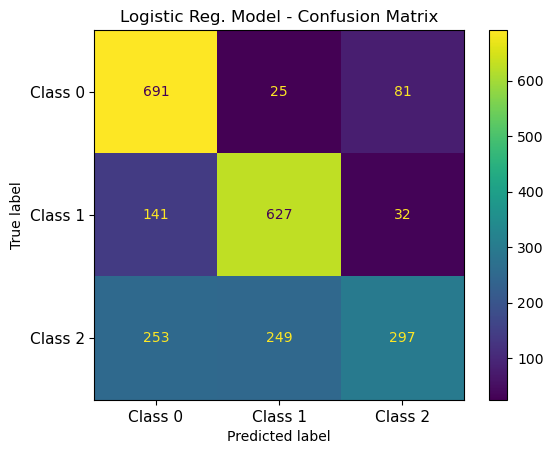 Logistic Reg. Model - Confusion Matrix
Class 0 691 25 81
Class 1 141 627 32
Class 2 253 249 297
Class 0 Class 1 Class 2
Predicted label
True label
600
500
400
300
200
100